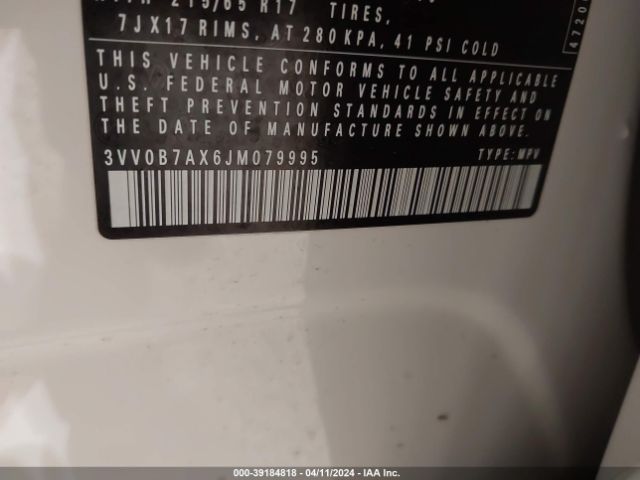 215/65 R17 TIRES,
7JX17 RIMS, AT 280 KPA, 41 PSI COLD
THIS VEHICLE CONFORMS TO ALL APPLICABLE
U.S. FEDERAL MOTOR VEHICLE SAFETY AND
THEFT PREVENTION STANDARDS IN EFFECT ON
THE DATE OF MANUFACTURE SHOWN ABOVE.
3VV0B7AX6JM079995 TYPE:MPV
000-39184818 - 04/11/2024 - IAA Inc.